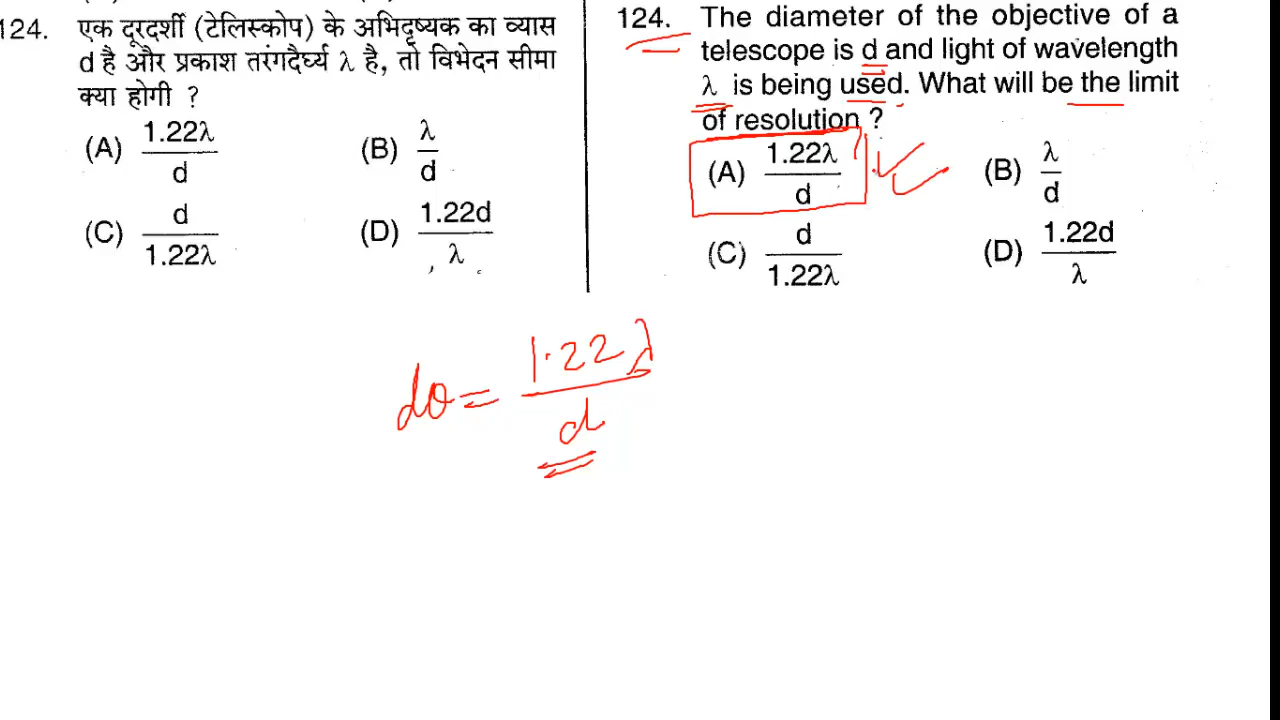 124. एक दूरदर्शी (टेलिस्कोप) के अभिदृष्यक का व्यास
d है और प्रकाश तरंगदैर्घ्य λ है, तो विभेदन सीमा
क्या होगी ?
(A) 1.22λ/d (B) λ/d
(C) d/1.22λ (D) 1.22d/λ
124. The diameter of the objective of a
telescope is d and light of wavelength
λ is being used. What will be the limit
of resolution ?
(A) 1.22λ/d (B) λ/d
(C) d/1.22λ (D) 1.22d/λ
dθ = 1.22λ/d